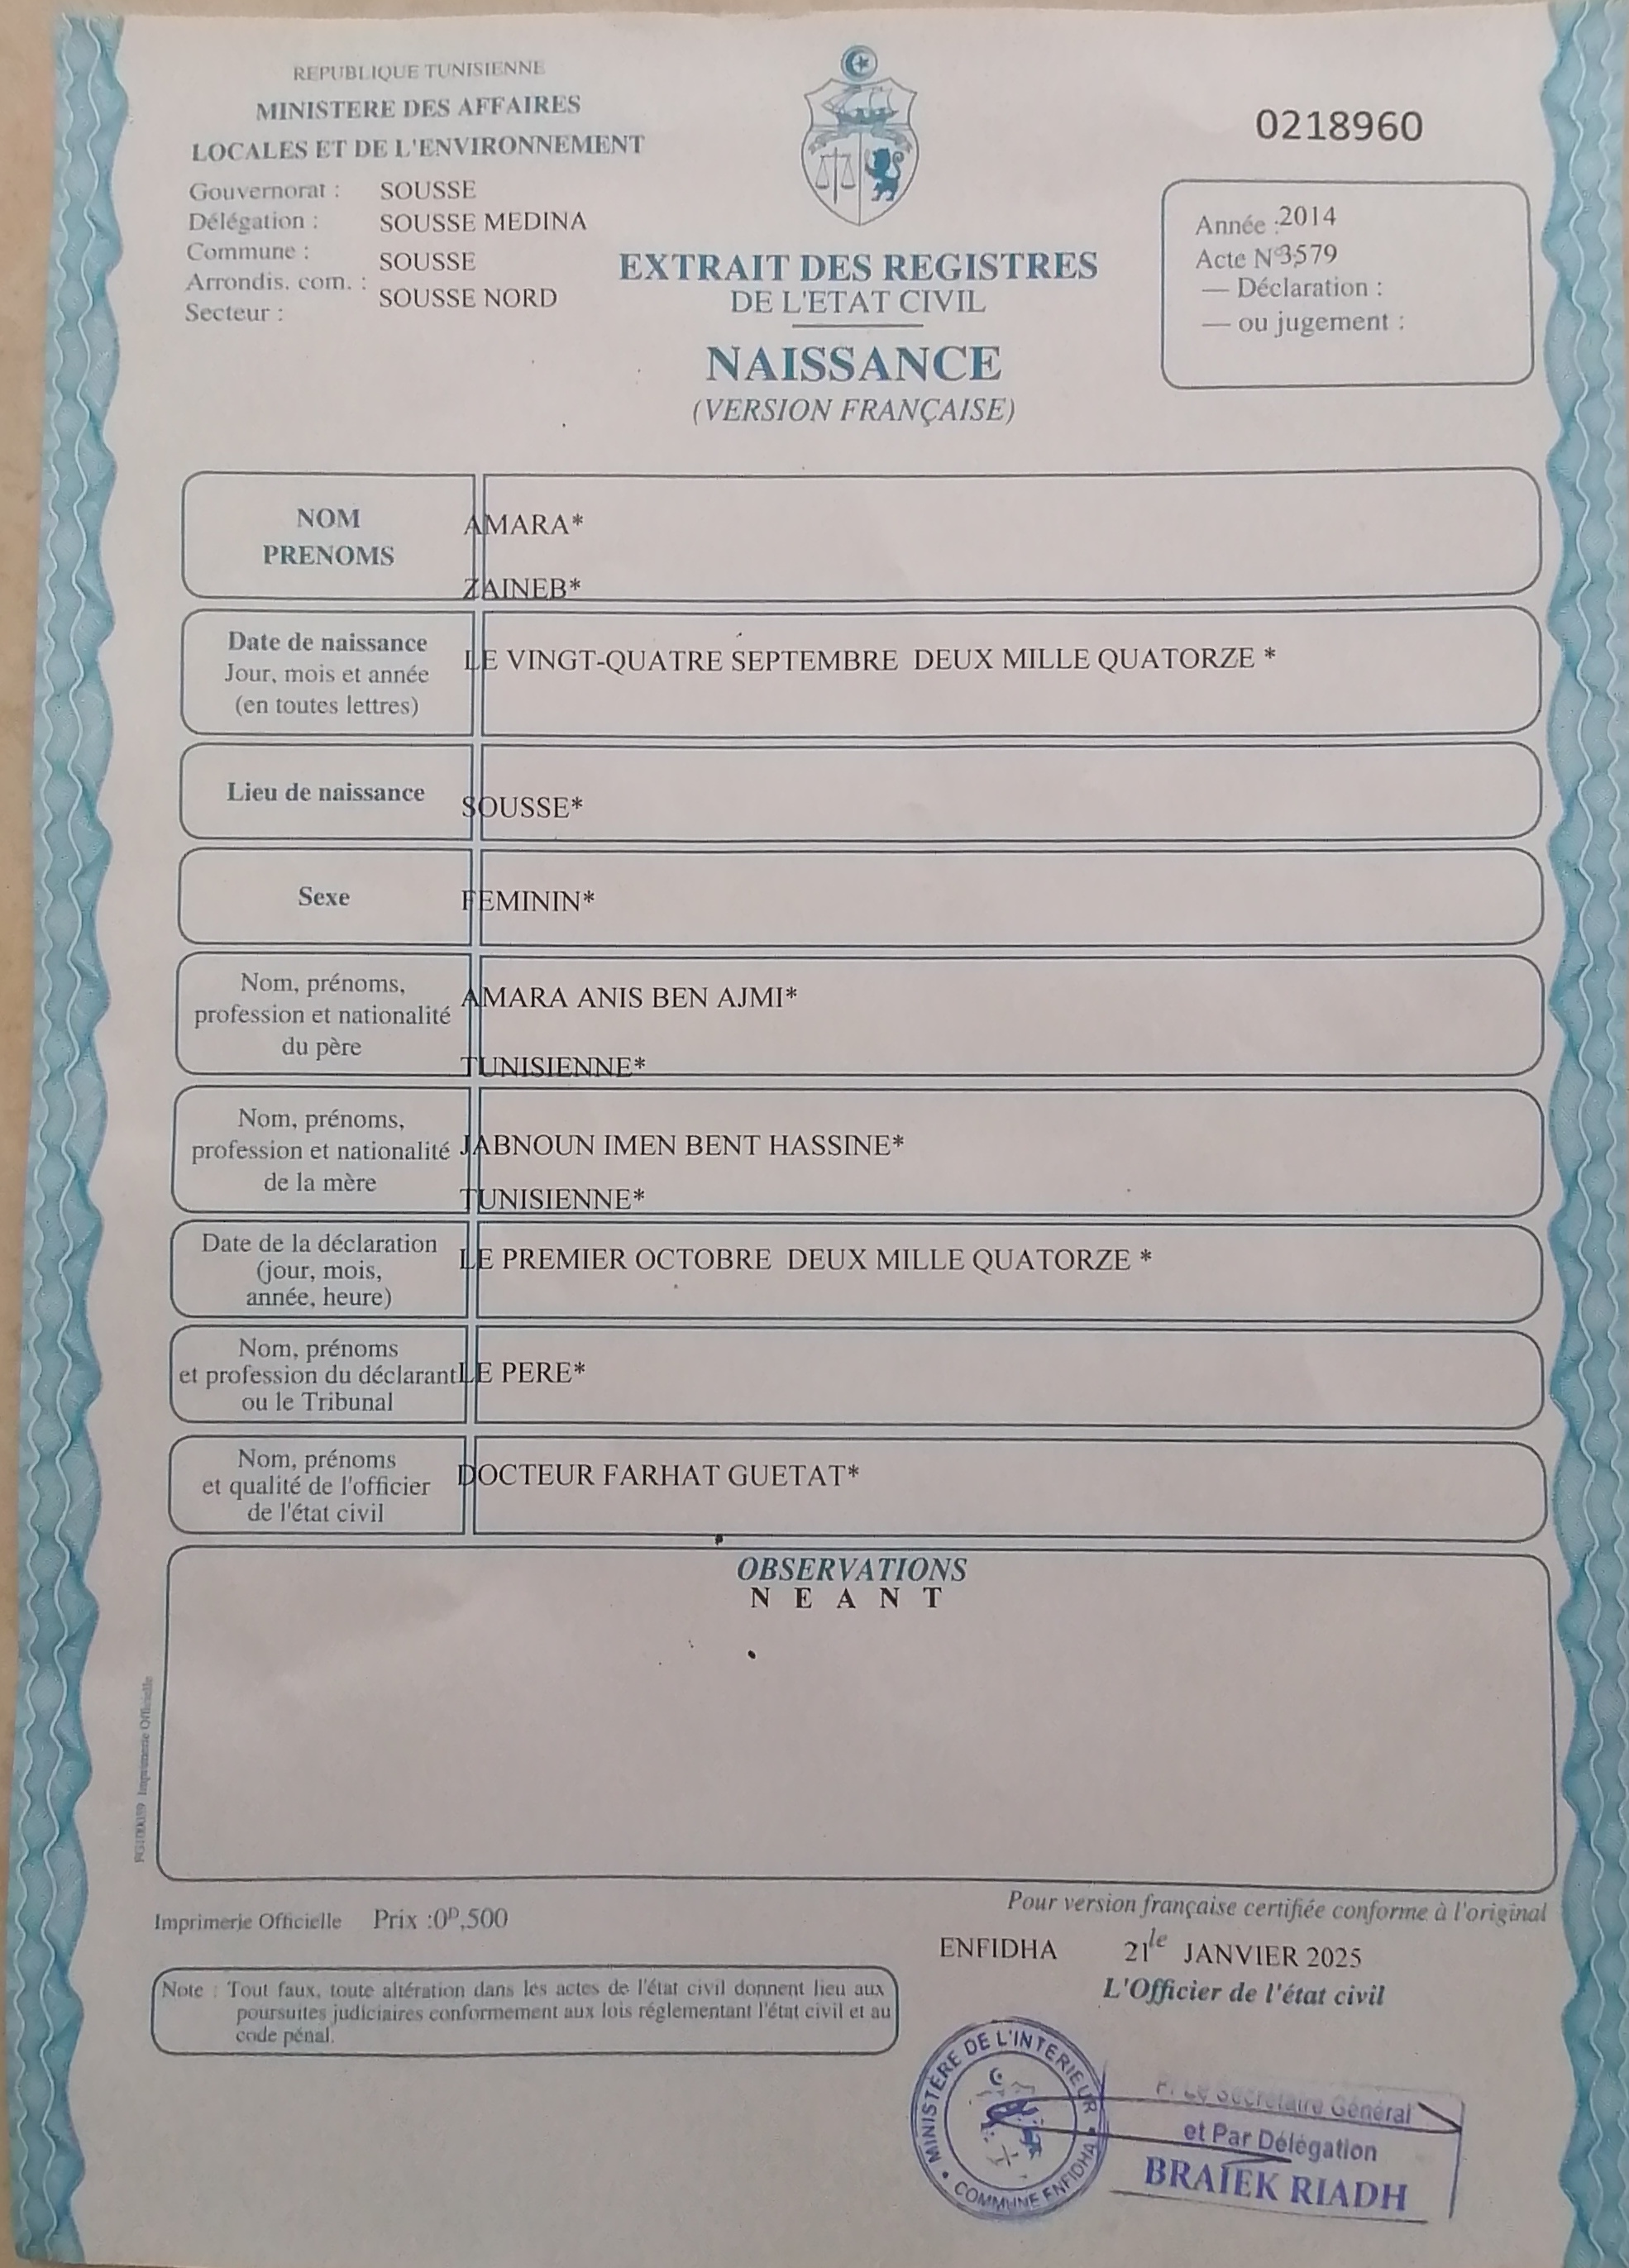 REPUBLIQUE TUNISIENNE
MINISTERE DES AFFAIRES
LOCALES ET DE L'ENVIRONNEMENT
Gouvernorat : SOUSSE
Délégation : SOUSSE MEDINA
Commune : SOUSSE
Arrondis. com. : SOUSSE NORD
Secteur :
EXTRAIT DES REGISTRES
DE L'ETAT CIVIL
NAISSANCE
(VERSION FRANÇAISE)
0218960
Année :2014
Acte N°3579
— Déclaration :
— ou jugement :
NOM
PRENOMS
AMARA*
ZAINEB*
Date de naissance
Jour, mois et année
(en toutes lettres)
LE VINGT-QUATRE SEPTEMBRE DEUX MILLE QUATORZE *
Lieu de naissance
SOUSSE*
Sexe
FEMININ*
Nom, prénoms,
profession et nationalité
du père
AMARA ANIS BEN AJMI*
TUNISIENNE*
Nom, prénoms,
profession et nationalité
de la mère
JABNOUN IMEN BENT HASSINE*
TUNISIENNE*
Date de la déclaration
(jour, mois,
année, heure)
LE PREMIER OCTOBRE DEUX MILLE QUATORZE *
Nom, prénoms
et profession du déclarant
ou le Tribunal
LE PERE*
Nom, prénoms
et qualité de l'officier
de l'état civil
DOCTEUR FARHAT GUETAT*
OBSERVATIONS
N E A N T
Imprimerie Officielle
Imprimerie Officielle Prix :0ᴰ,500
Pour version française certifiée conforme à l'original
ENFIDHA 21 le JANVIER 2025
L'Officier de l'état civil
Note : Tout faux, toute altération dans les actes de l'état civil donnent lieu aux
poursuites judiciaires conformement aux lois réglementant l'état civil et au
code pénal.
MINISTÈRE DE L'INTERIEUR
COMMUNE ENFIDHA
P. Le Secrétaire Général
et Par Délégation
BRAIEK RIADH